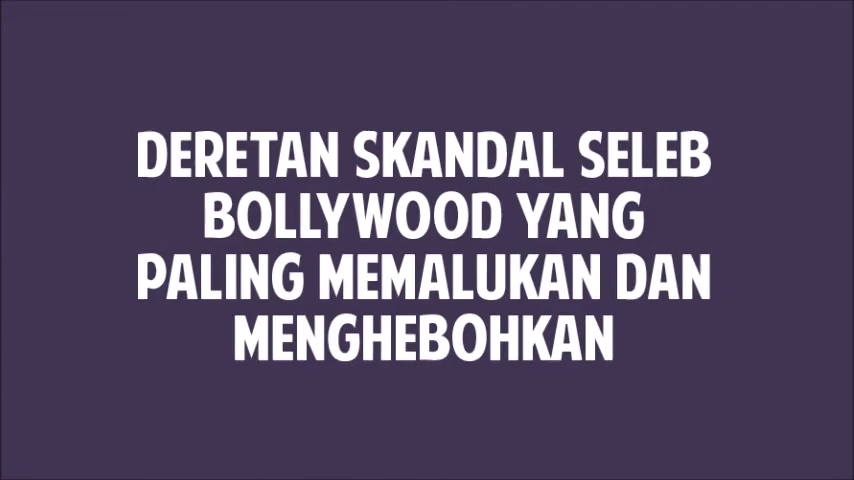 DERETAN SKANDAL SELEB
BOLLYWOOD YANG
PALING MEMALUKAN DAN
MENGHEBOHKAN